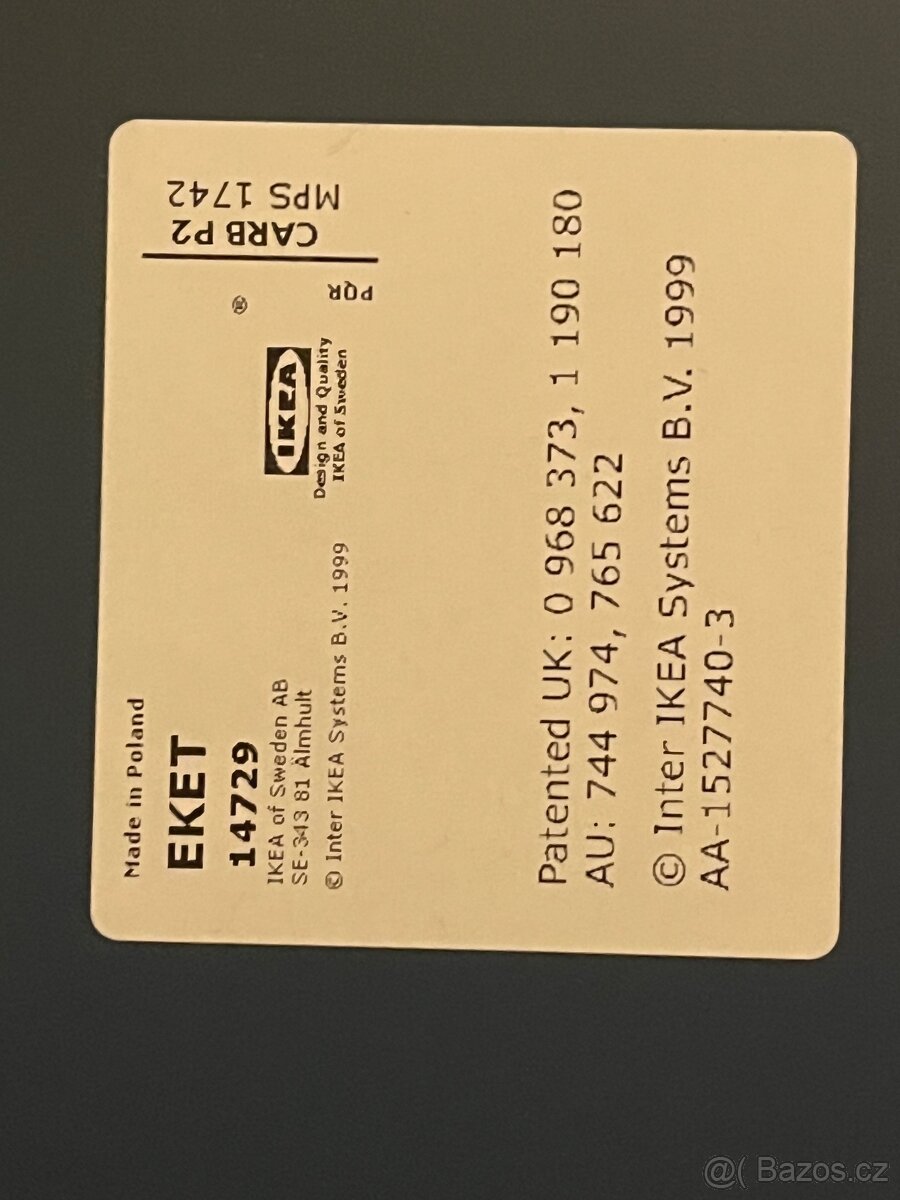 Made in Poland
EKET
14729
IKEA of Sweden AB
SE-343 81 Älmhult
© Inter IKEA Systems B.V. 1999
®
IKEA
Design and Quality
IKEA of Sweden
PQR
CARB P2
MPS 1742
Patented UK: 0 968 373, 1 190 180
AU: 744 974, 765 622
© Inter IKEA Systems B.V. 1999
AA-1527740-3
@( Bazos.cz